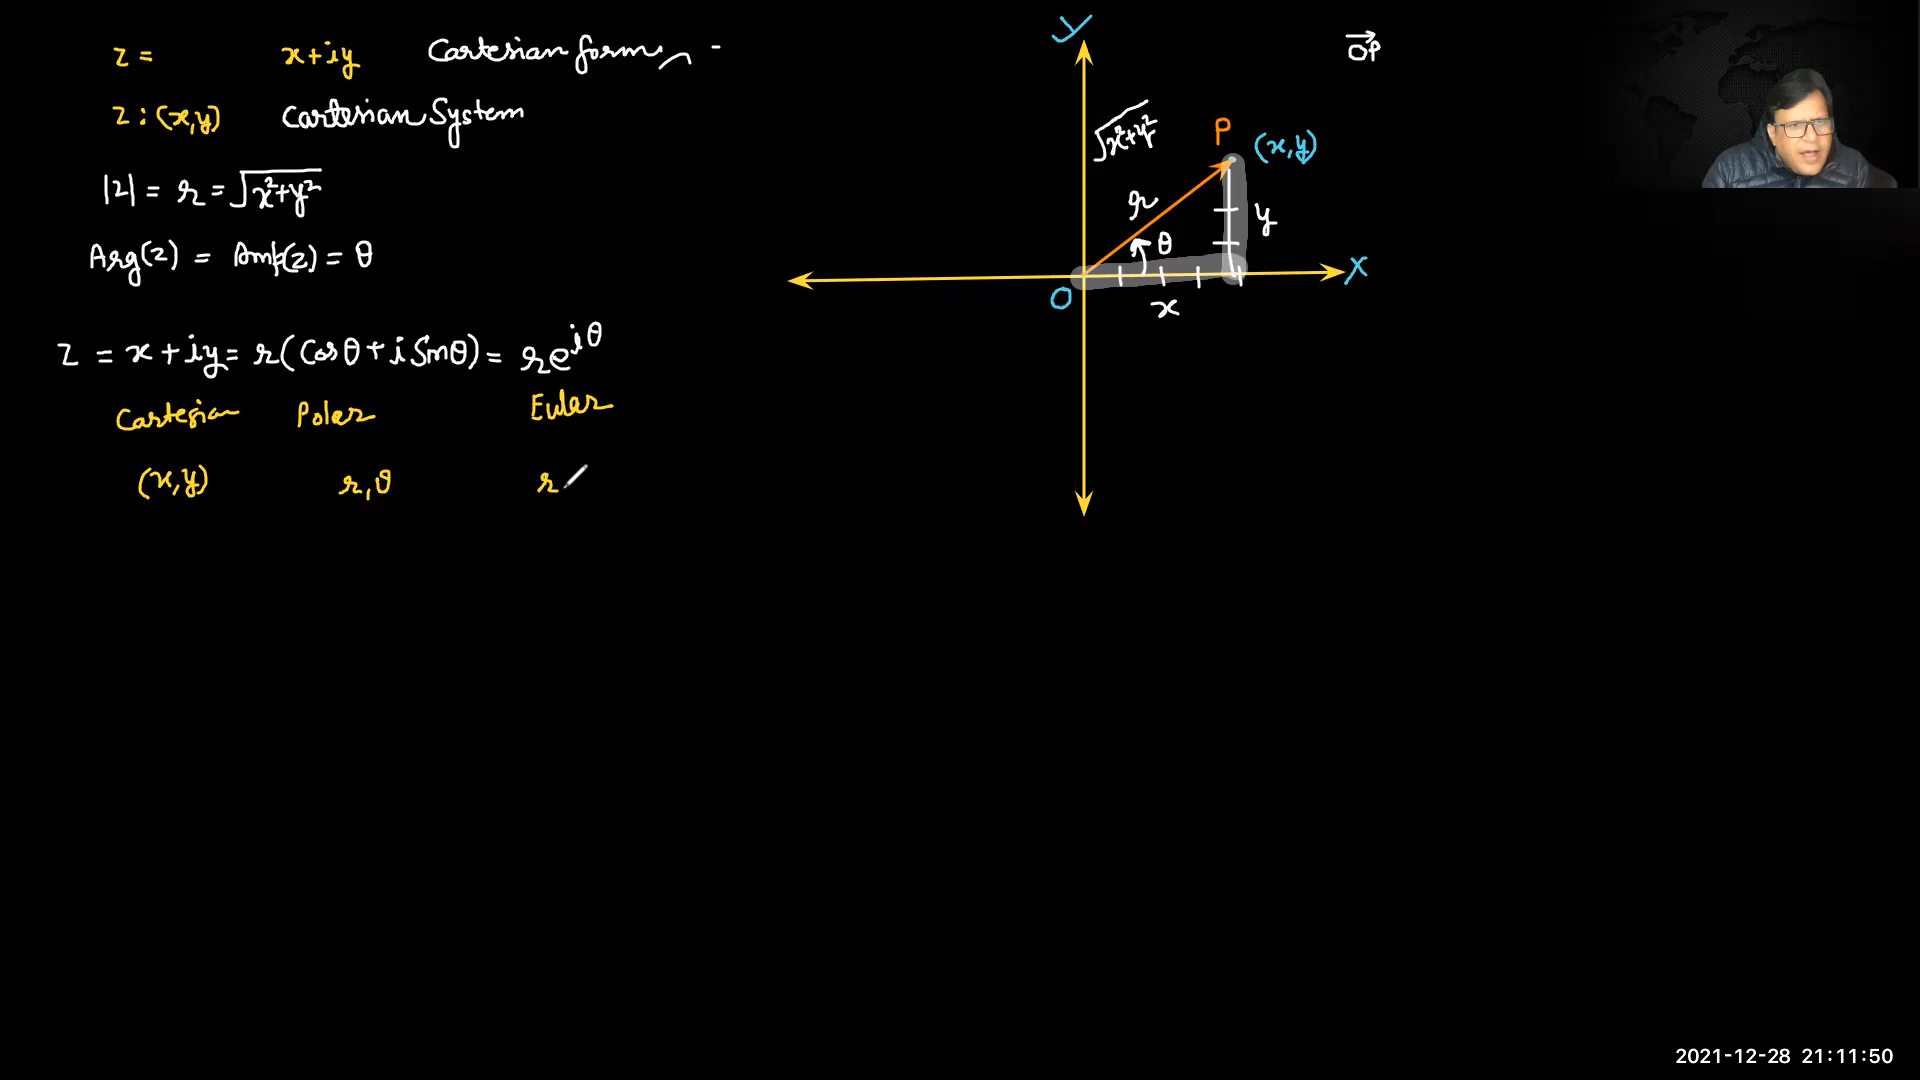 z = x+iy Cartesian form
z : (x,y) Cartesian System
|z| = r = √x²+y²
Arg(z) = Amp(z) = θ
z = x + iy = r(Cosθ + i Sinθ) = re^iθ
Cartesian Polar Euler
(x,y) r,θ r
y
OP
√x²+y²
P (x,y)
r
y
θ
X
O
x
2021-12-28 21:11:50